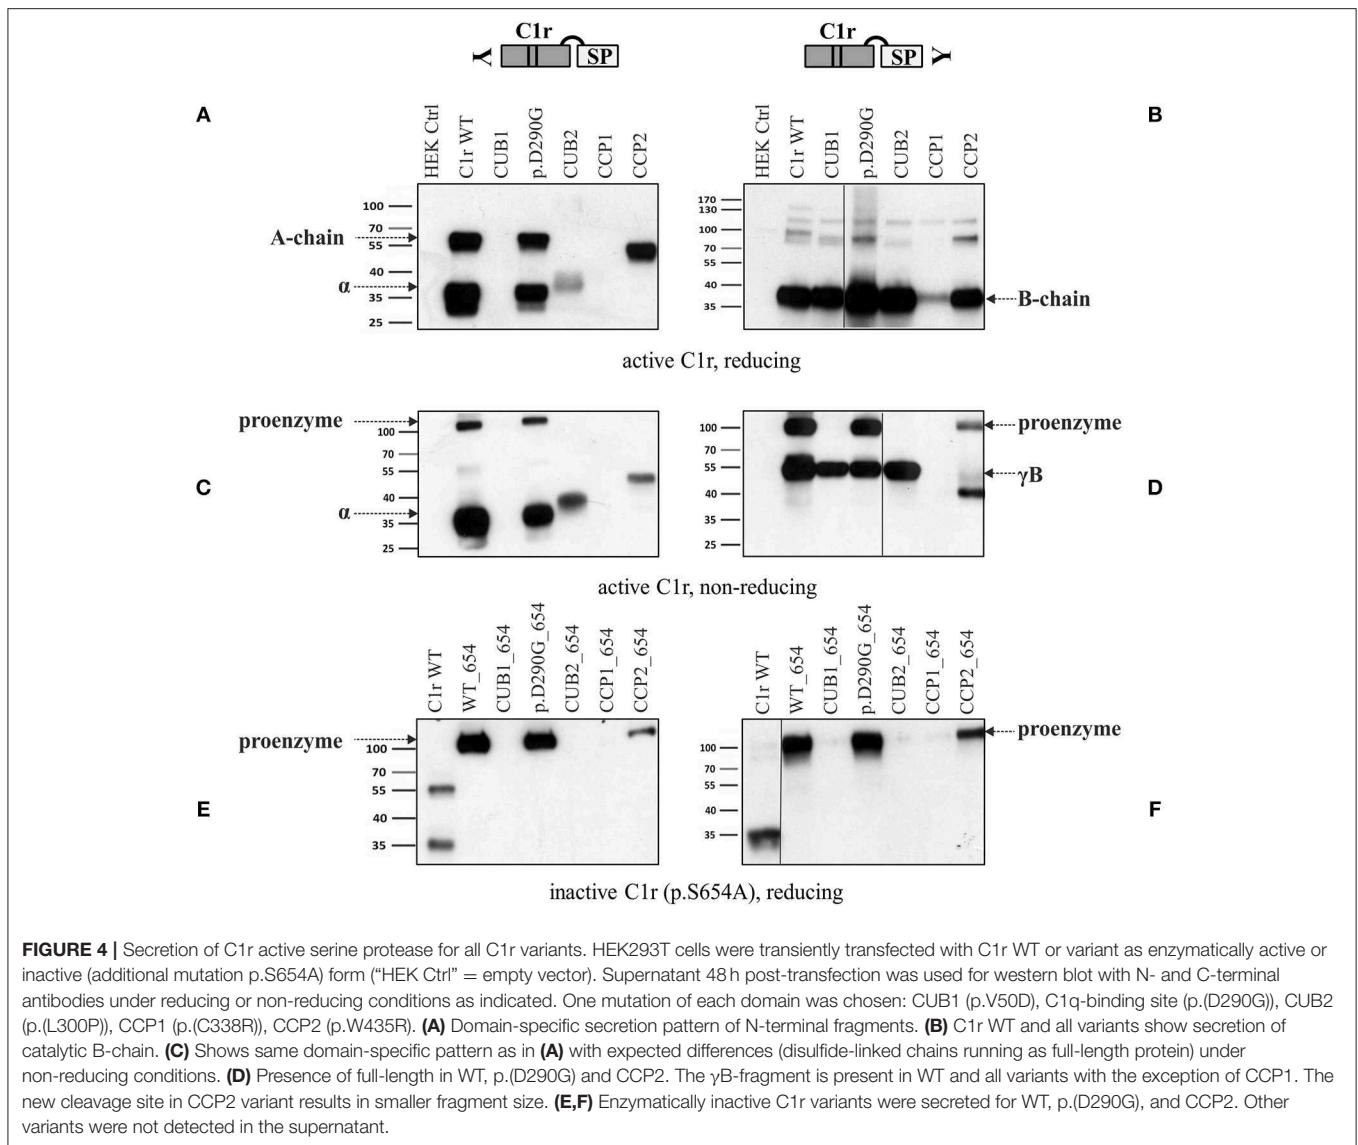 C1r
SP
Y
C1r
SP
Y
A
B
HEK Ctrl
C1r WT
CUB1
p.D290G
CUB2
CCP1
CCP2
HEK Ctrl
C1r WT
CUB1
p.D290G
CUB2
CCP1
CCP2
100
70
55
40
35
25
A-chain
α
170
130
100
70
55
40
35
B-chain
active C1r, reducing
proenzyme
α
100
70
55
40
35
25
C
100
70
55
40
35
25
proenzyme
γB
D
active C1r, non-reducing
C1r WT
WT_654
CUB1_654
p.D290G_654
CUB2_654
CCP1_654
CCP2_654
C1r WT
WT_654
CUB1_654
p.D290G_654
CUB2_654
CCP1_654
CCP2_654
proenzyme
100
70
55
40
35
E
100
70
55
40
35
proenzyme
F
inactive C1r (p.S654A), reducing
FIGURE 4 | Secretion of C1r active serine protease for all C1r variants. HEK293T cells were transiently transfected with C1r WT or variant as enzymatically active or
inactive (additional mutation p.S654A) form (“HEK Ctrl” = empty vector). Supernatant 48 h post-transfection was used for western blot with N- and C-terminal
antibodies under reducing or non-reducing conditions as indicated. One mutation of each domain was chosen: CUB1 (p.V50D), C1q-binding site (p.(D290G)), CUB2
(p.(L300P)), CCP1 (p.(C338R)), CCP2 (p.W435R). (A) Domain-specific secretion pattern of N-terminal fragments. (B) C1r WT and all variants show secretion of
catalytic B-chain. (C) Shows same domain-specific pattern as in (A) with expected differences (disulfide-linked chains running as full-length protein) under
non-reducing conditions. (D) Presence of full-length in WT, p.(D290G) and CCP2. The γB-fragment is present in WT and all variants with the exception of CCP1. The
new cleavage site in CCP2 variant results in smaller fragment size. (E,F) Enzymatically inactive C1r variants were secreted for WT, p.(D290G), and CCP2. Other
variants were not detected in the supernatant.